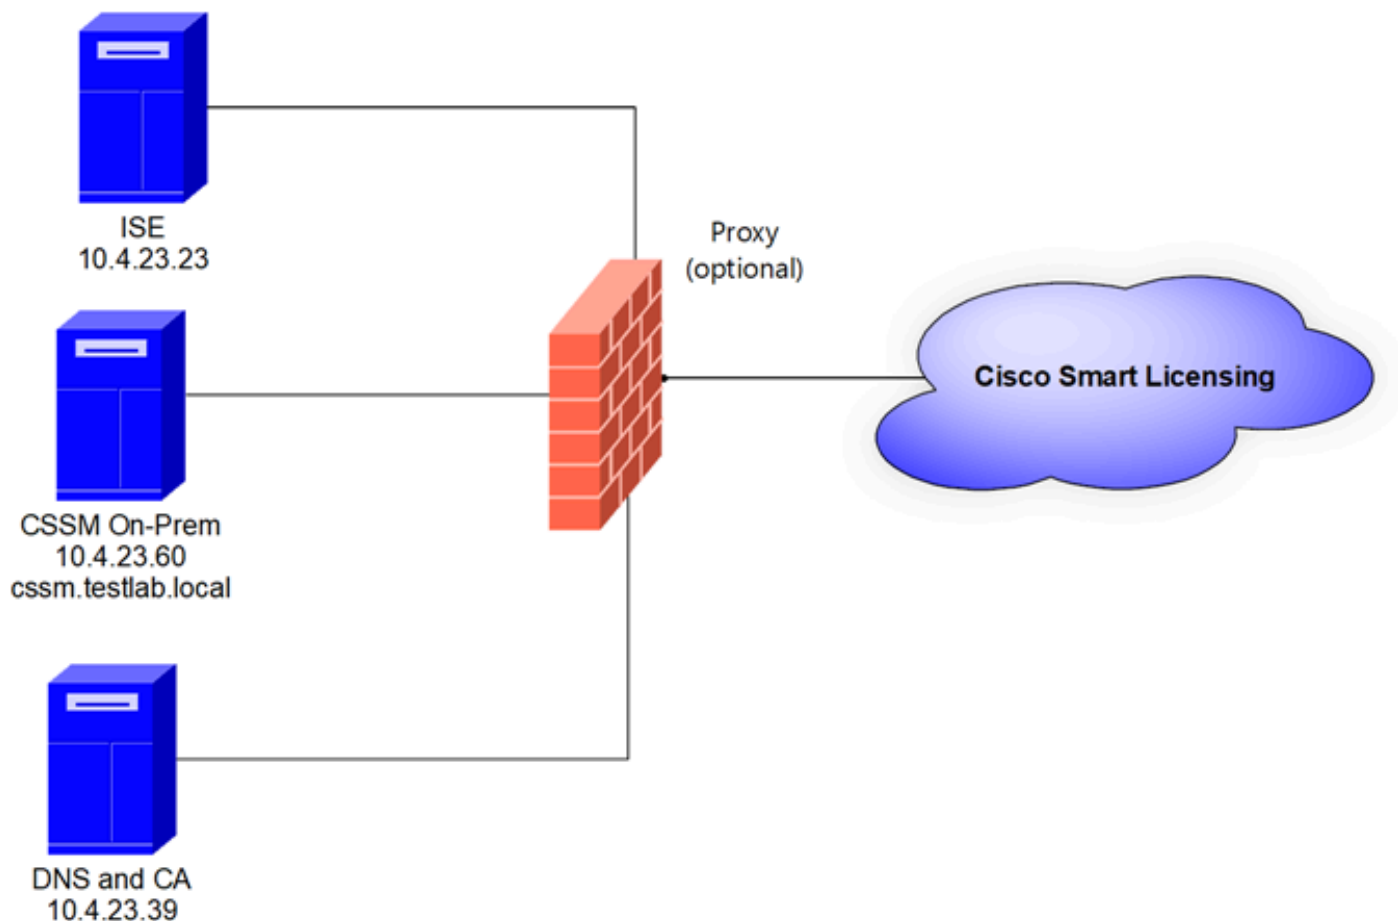 ISE
10.4.23.23
Proxy
(optional)
Cisco Smart Licensing
CSSM On-Prem
10.4.23.60
cssm.testlab.local
DNS and CA
10.4.23.39